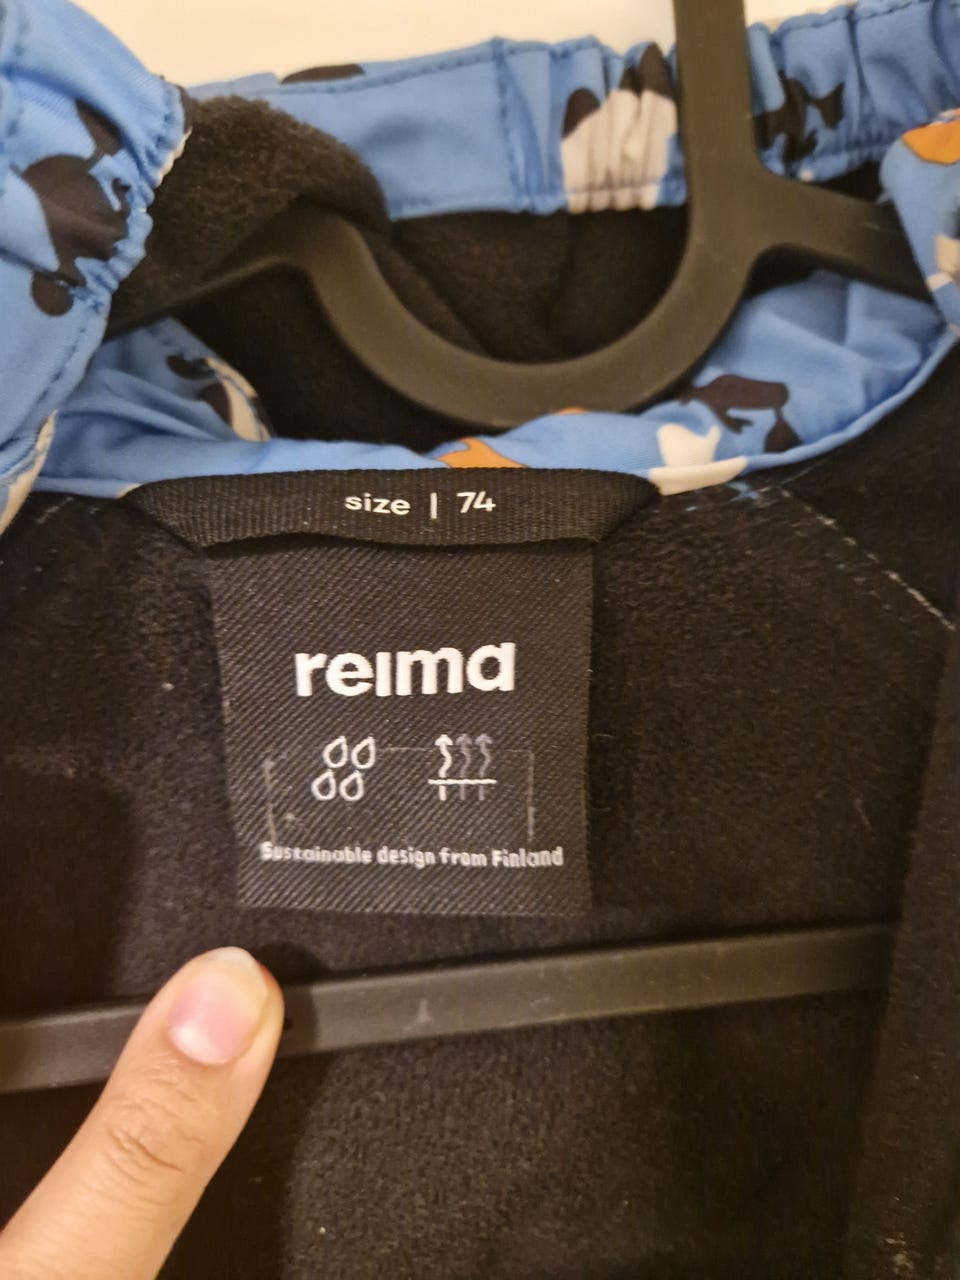 size | 74
reima
Sustainable design from Finland